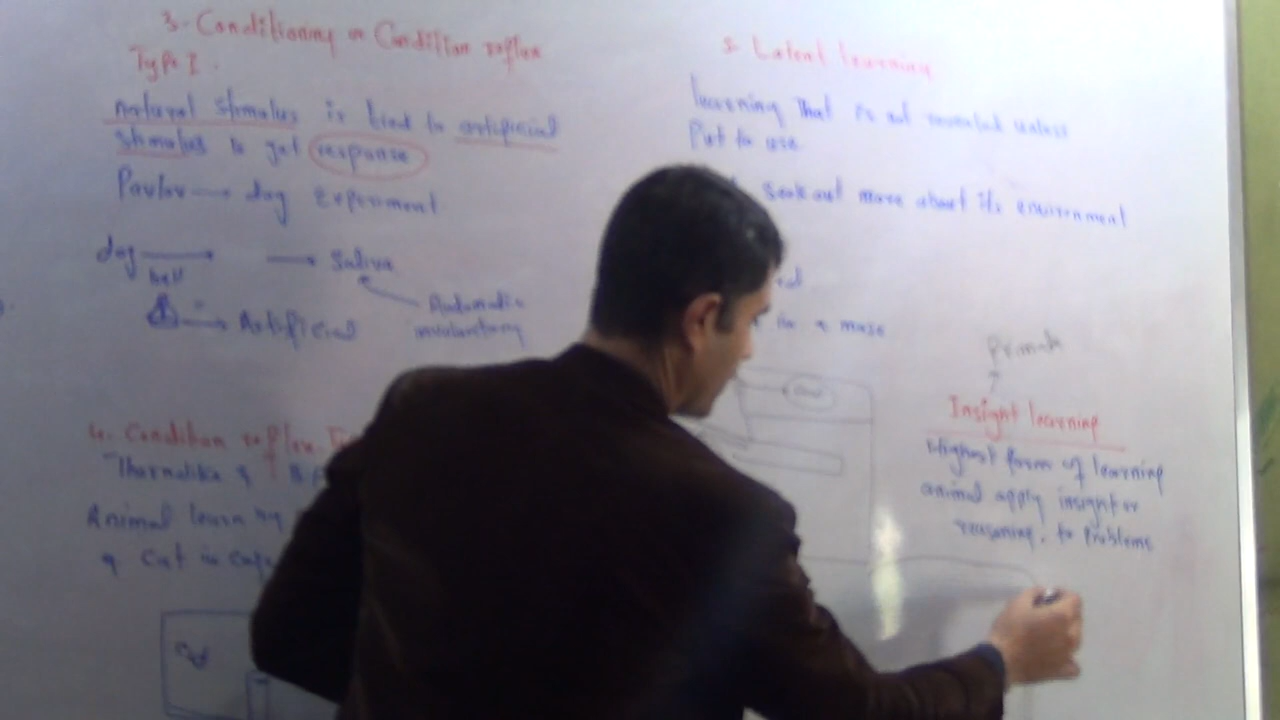 3- Conditioning or Condition reflex
Type I.
natural stimulus is tied to artificial
stimulus to get response
Pavlov → dog Experiment
dog → → Saliva
bell
→ Artificial
Automatic
involuntary
4. Condition reflex
Thorndike &
Animal learn by
a Cat in
Cat
5- Latent learning
learning That is not revealed unless
Put to use
seek out more about its environment
in a maze
Primate
Insight learning
Highest form of learning
animal apply insight or
reasoning. to Problems